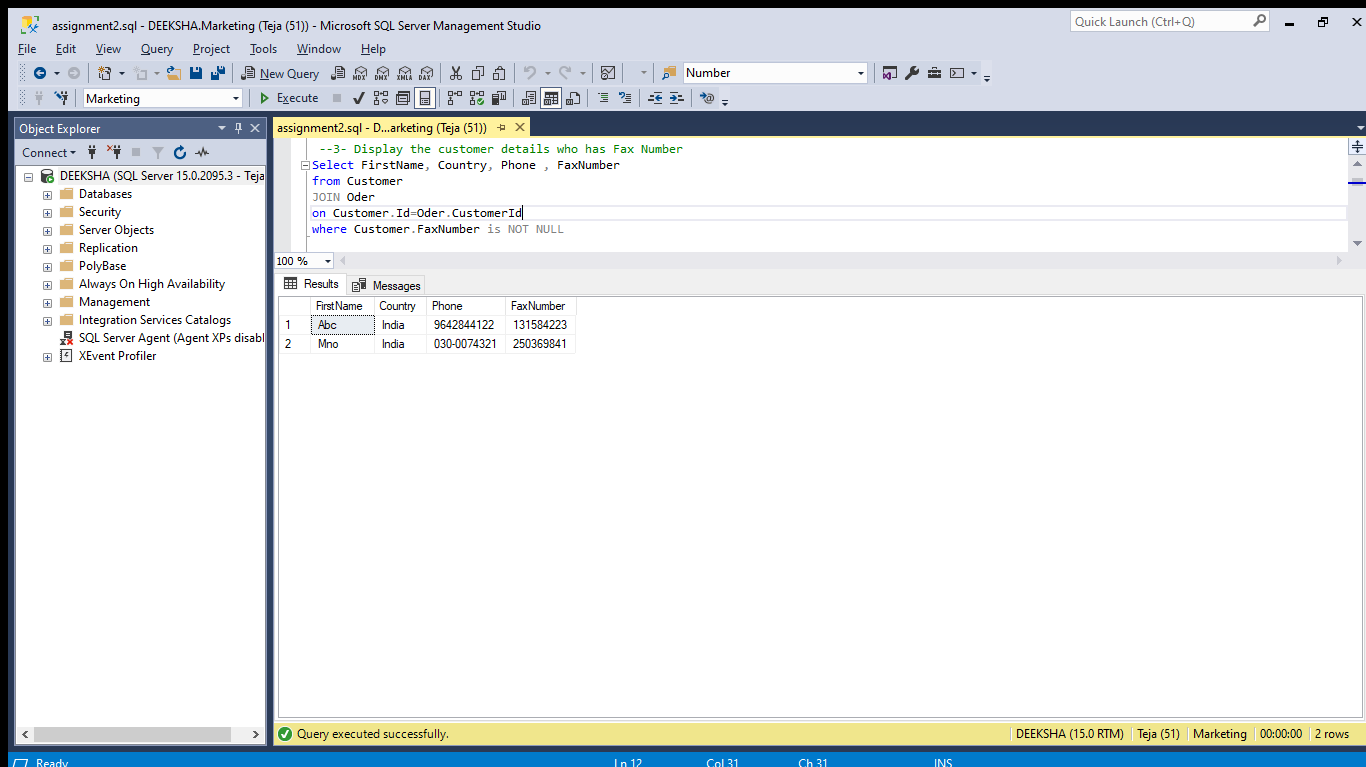 assignment2.sql - DEEKSHA.Marketing (Teja (51)) - Microsoft SQL Server Management Studio
Quick Launch (Ctrl+Q)
File Edit View Query Project Tools Window Help
New Query MDX DMX XMLA DAX Number
Marketing Execute
Object Explorer
Connect
DEEKSHA (SQL Server 15.0.2095.3 - Teja
Databases
Security
Server Objects
Replication
PolyBase
Always On High Availability
Management
Integration Services Catalogs
SQL Server Agent (Agent XPs disabl
XEvent Profiler
assignment2.sql - D...arketing (Teja (51))
--3- Display the customer details who has Fax Number
Select FirstName, Country, Phone , FaxNumber
from Customer
JOIN Oder
on Customer.Id=Oder.CustomerId
where Customer.FaxNumber is NOT NULL
100 %
Results Messages
FirstName Country Phone FaxNumber
1 Abc India 9642844122 131584223
2 Mno India 030-0074321 250369841
Query executed successfully. DEEKSHA (15.0 RTM) Teja (51) Marketing 00:00:00 2 rows
Ready Ln 12 Col 31 Ch 31 INS